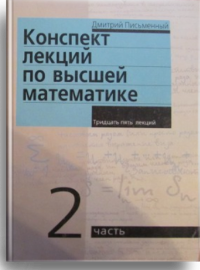 Дмитрий Письменный
Конспект
лекций
по высшей
математике
Тридцать пять лекций
2
часть